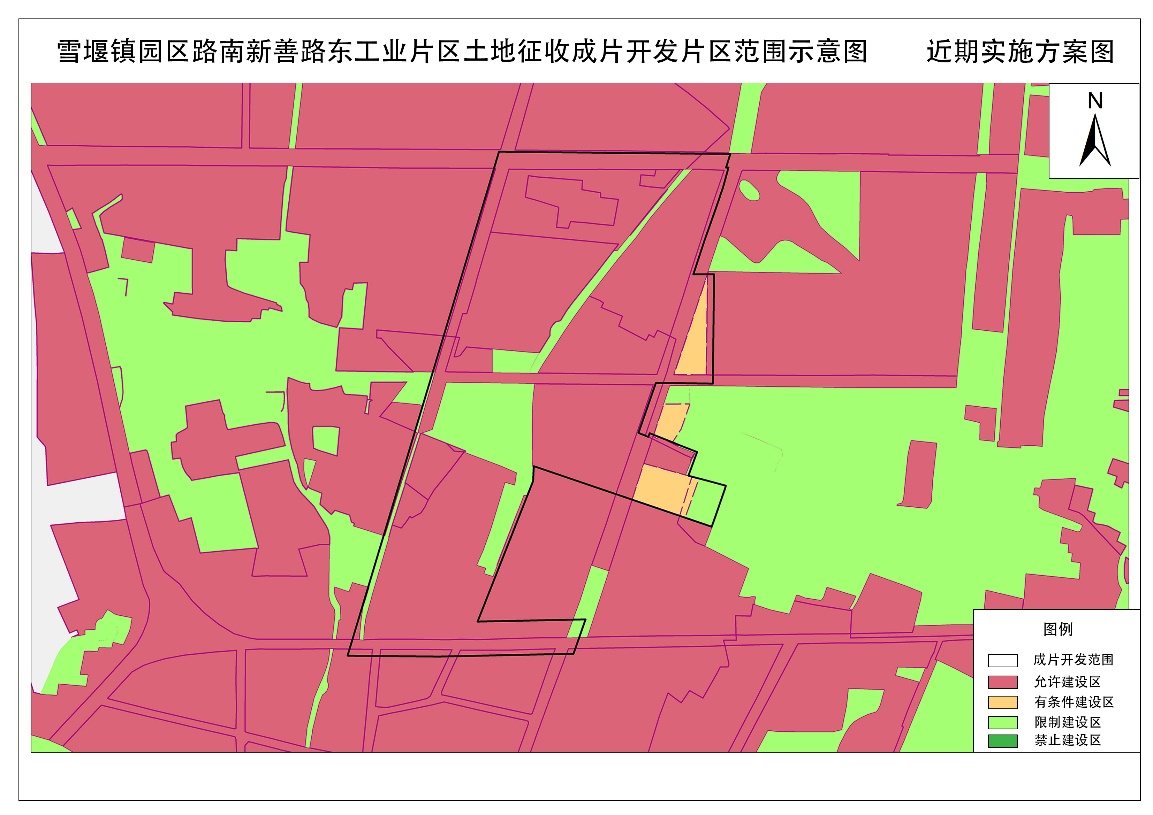 雪堰镇园区路南新善路东工业片区土地征收成片开发片区范围示意图 近期实施方案图
N
图例
成片开发范围
允许建设区
有条件建设区
限制建设区
禁止建设区